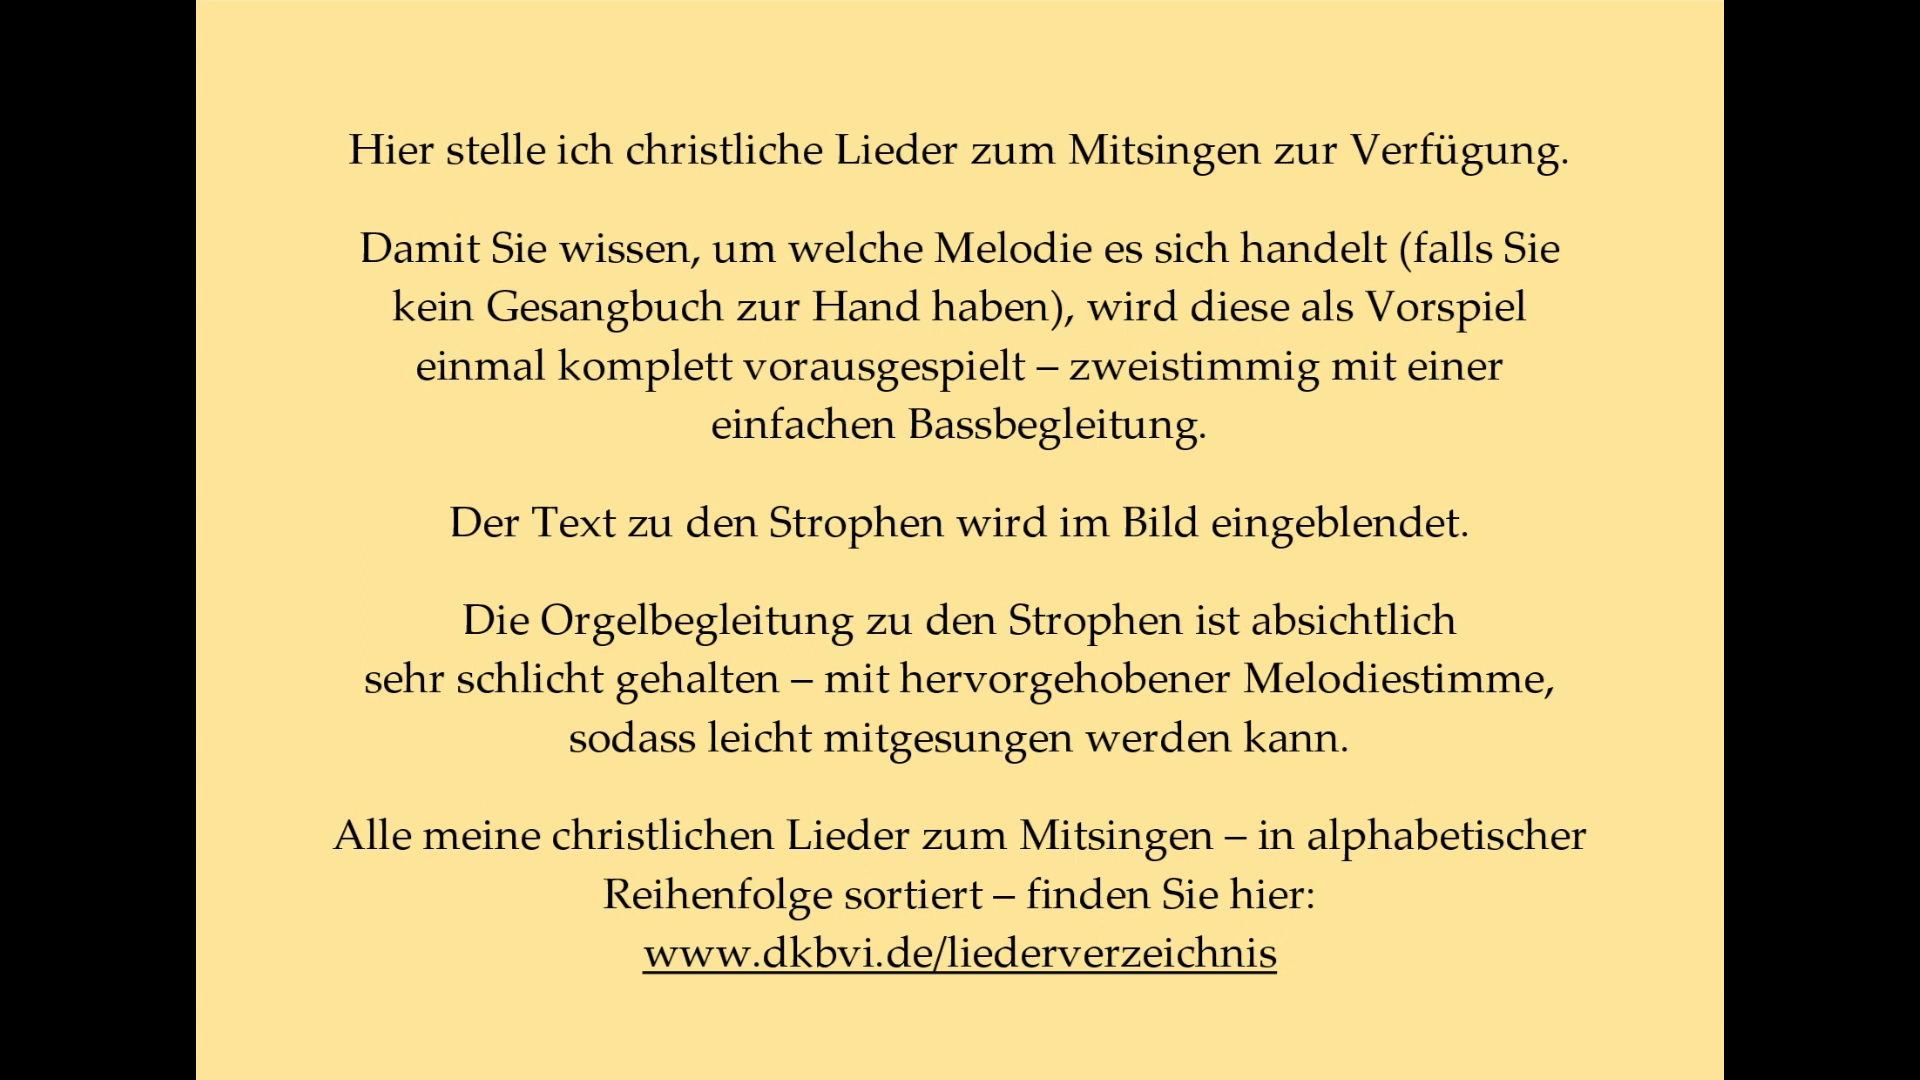 Hier stelle ich christliche Lieder zum Mitsingen zur Verfügung.
Damit Sie wissen, um welche Melodie es sich handelt (falls Sie
kein Gesangbuch zur Hand haben), wird diese als Vorspiel
einmal komplett vorausgespielt – zweistimmig mit einer
einfachen Bassbegleitung.
Der Text zu den Strophen wird im Bild eingeblendet.
Die Orgelbegleitung zu den Strophen ist absichtlich
sehr schlicht gehalten – mit hervorgehobener Melodiestimme,
sodass leicht mitgesungen werden kann.
Alle meine christlichen Lieder zum Mitsingen – in alphabetischer
Reihenfolge sortiert – finden Sie hier:
www.dkbvi.de/liederverzeichnis